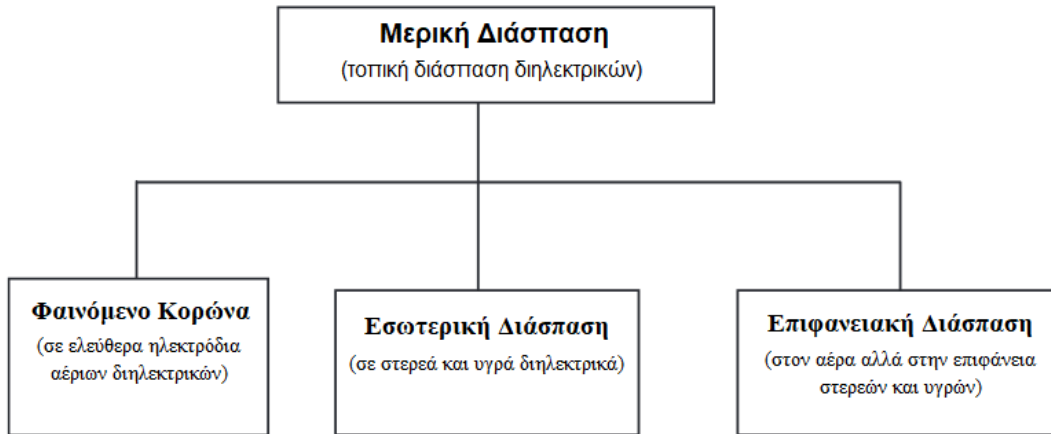 Μερική Διάσπαση
(τοπική διάσπαση διηλεκτρικών)
Φαινόμενο Κορώνα
(σε ελεύθερα ηλεκτρόδια
αέριων διηλεκτρικών)
Εσωτερική Διάσπαση
(σε στερεά και υγρά διηλεκτρικά)
Επιφανειακή Διάσπαση
(στον αέρα αλλά στην επιφάνεια
στερεών και υγρών)